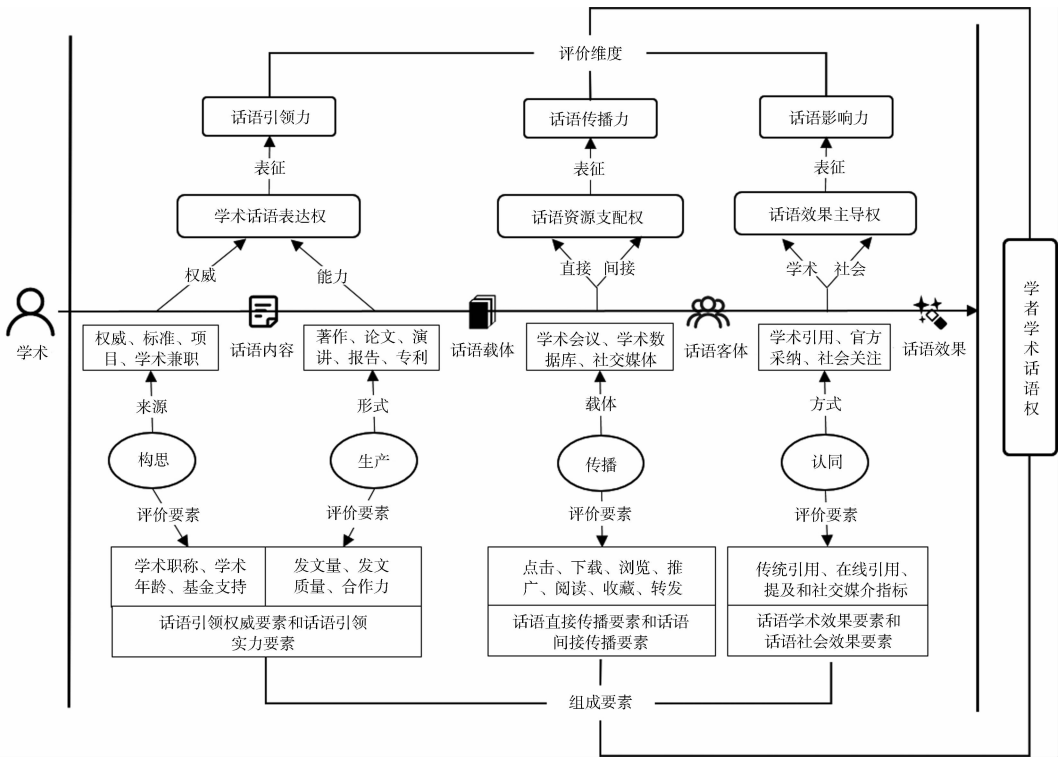 评价维度
话语引领力
话语传播力
话语影响力
表征
表征
表征
学术话语表达权
话语资源支配权
话语效果主导权
权威
能力
直接
间接
学术
社会
学术
权威、标准、项
目、学术兼职
话语内容
著作、论文、演
讲、报告、专利
话语载体
学术会议、学术数
据库、社交媒体
话语客体
学术引用、官方
采纳、社会关注
话语效果
来源
形式
载体
方式
构思
生产
传播
认同
评价要素
评价要素
评价要素
评价要素
学术职称、学术
年龄、基金支持
发文量、发文
质量、合作力
点击、下载、浏览、推
广、阅读、收藏、转发
传统引用、在线引用、
提及和社交媒介指标
话语引领权威要素和话语引领
实力要素
话语直接传播要素和话语
间接传播要素
话语学术效果要素和
话语社会效果要素
组成要素
学者学术话语权